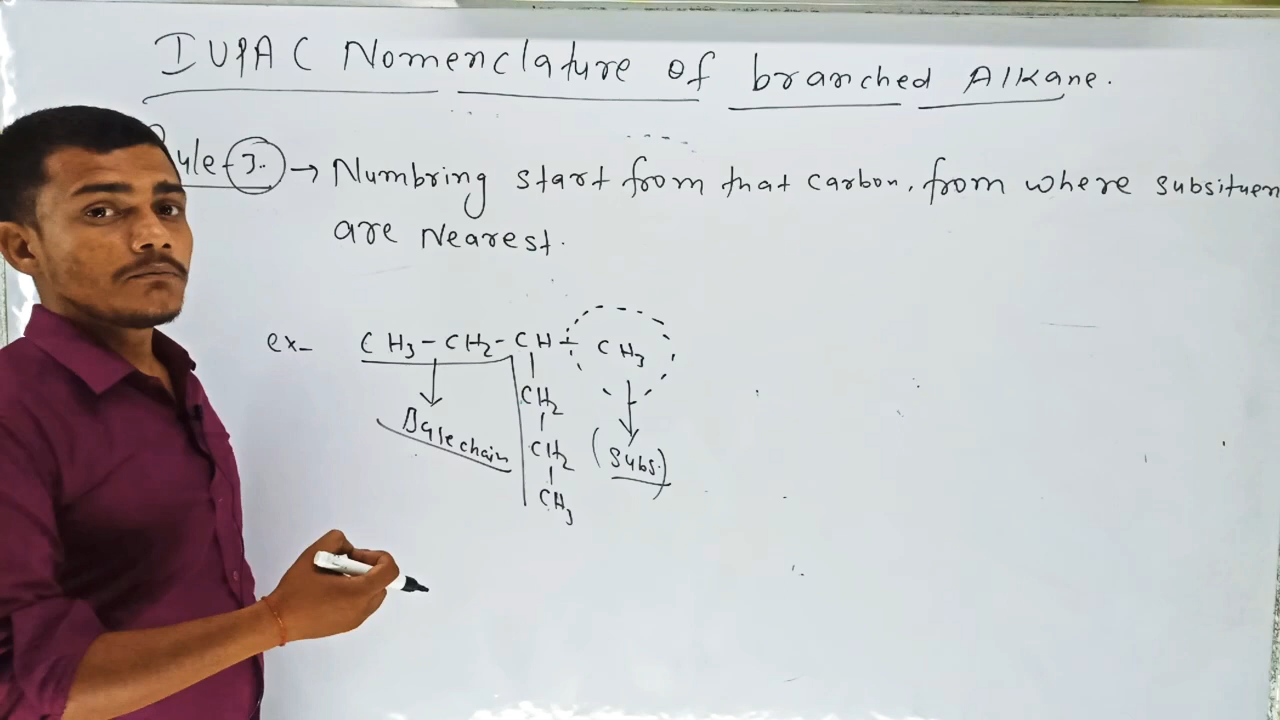 IUPAC Nomenclature of branched Alkane.
Rule-3. → Numbring start from that carbon, from where subsituen
are Nearest.
ex- CH3-CH2-CH-CH3
CH2
Base chain
CH2
(Subs.)
CH3